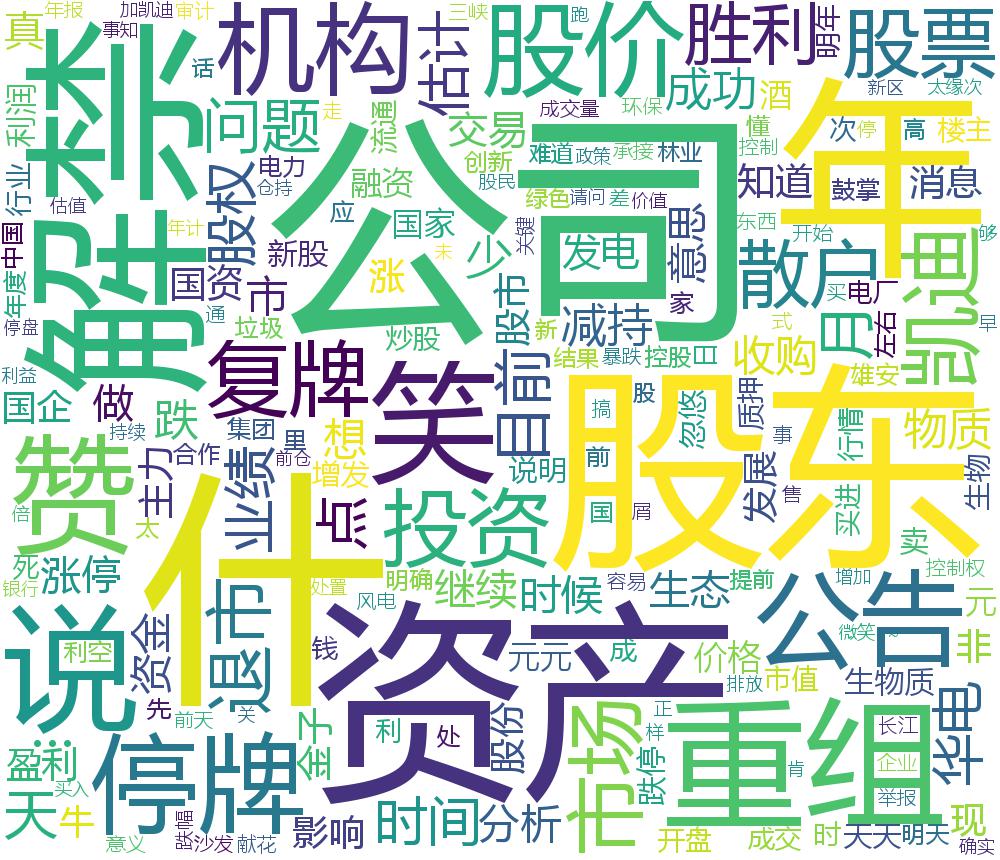 真
年报
加凯迪
审计
事知
机构
估计
三峡
跑
股价
胜利
明年
股票
解禁
话
利润
问题
流通
交易
成交量
环保
成功
酒
新区
太缘次
懂
次
停
高
楼主
创新
难道
政策
承接
林业
控制
公司
年
行业
估值
电力
仓持
融资
股民
绿色
请问
差
价值
知道
鼓掌
消息
股权
应
国家
少
关键
意思
东西
开始
够
中国
年度
年计
新股
涨
未
发电
散户
买
电厂
凯迪
国资
市
股市
减持
家
月
左右
早
停盘
通
垃圾
炒股
新
式
结果
暴跌
控股
日
收购
雄安
利益
复牌
笑
目前
股东
国企
做
跌
集团
里
想
搞
股
忽悠
质押
行情
物质
赞
持续
合作
前仓
增发
说明
前
事
主力
业绩
点
投资
国
屑
发展
售
买进
生物
倍
太
什
卖
死
涨停
银行
处置
明确
继续
时候
容易
生态
提前
公告
增加
控制权
元
说
利空
资金
退市
风电
资产
微笑
~
非
钱
元元
成
价格
市值
生物质
先
前天
关
排放
盈利
…
停牌
金子
利
处
股份
市场
正
样
跌停
重组
长江
华电
肯
企业
举报
买入
天
牛
意义
跌幅
沙发
献花
影响
时间
分析
开盘
成交
时
天天
明天
现
确实